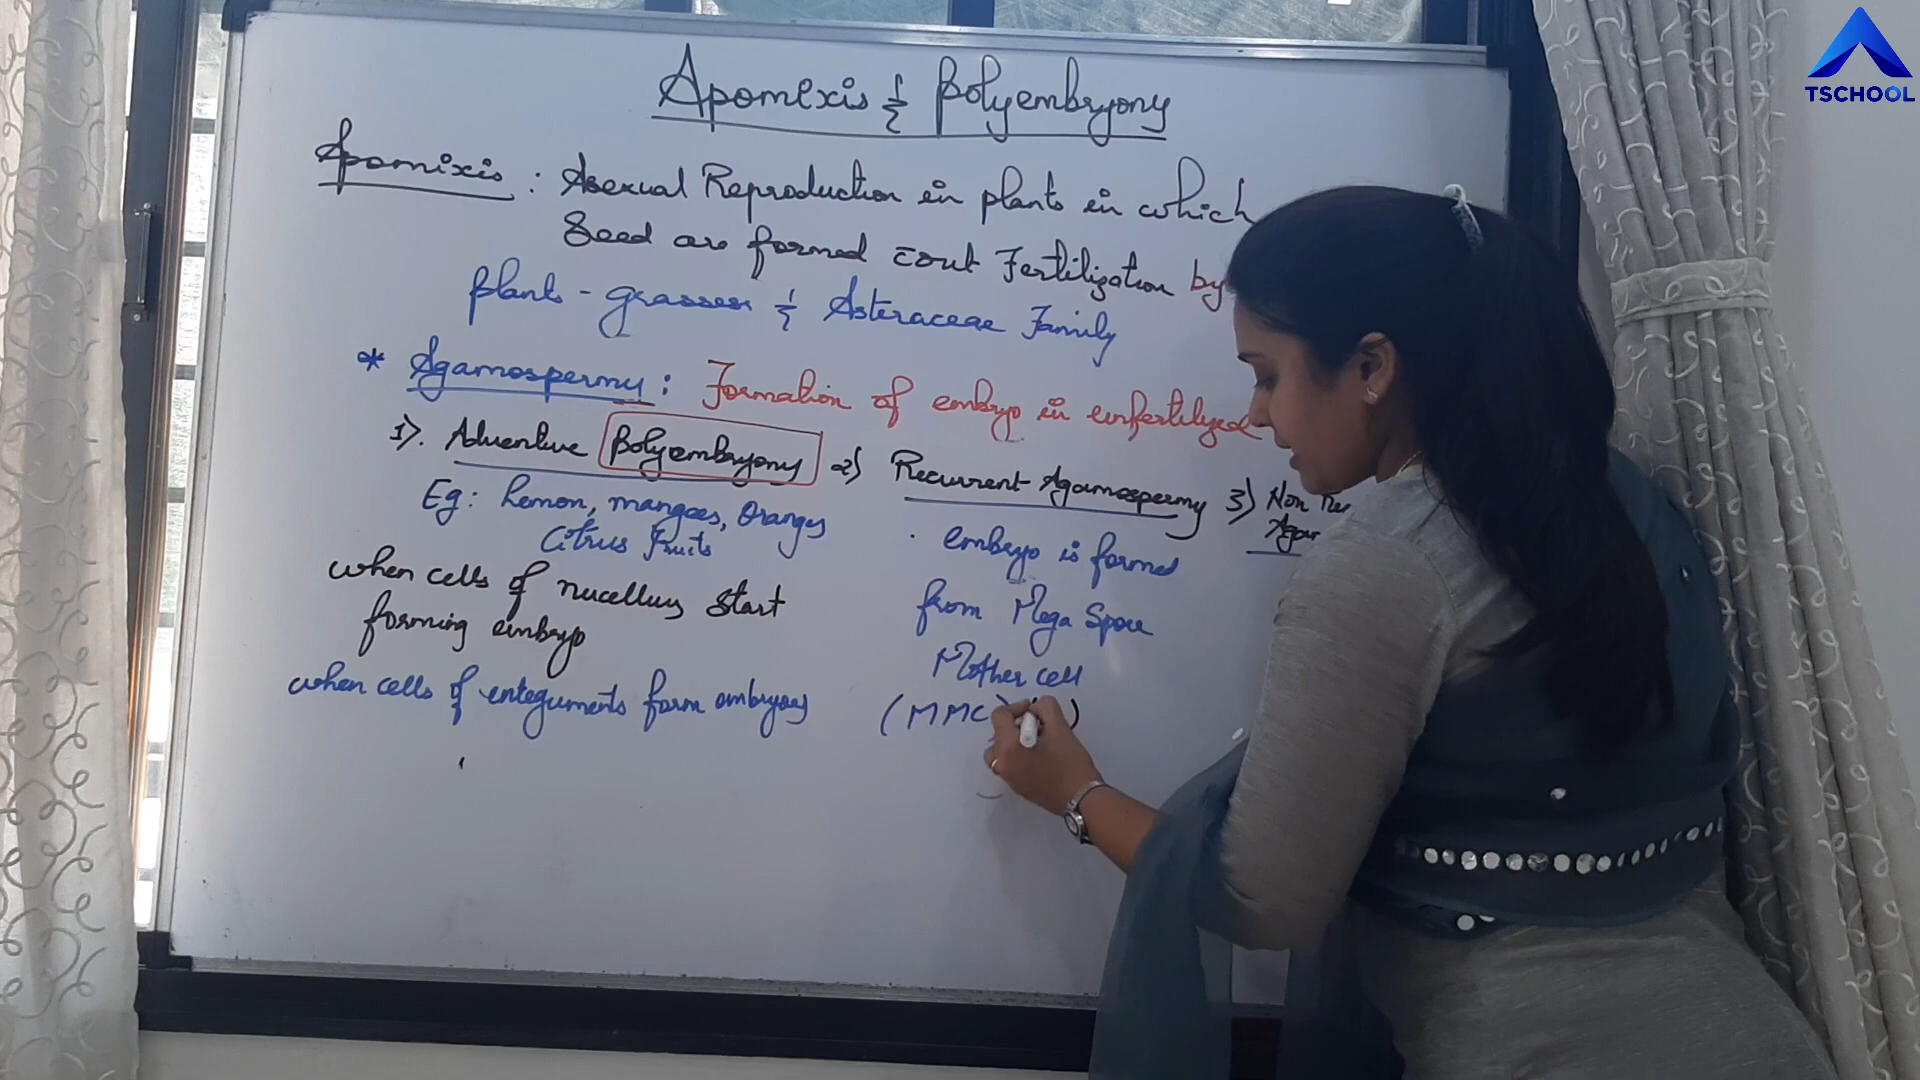 TSCHOOL
Apomixis & Polyembryony
Apomixis : Asexual Reproduction in plants in which
Seed are formed c̄out Fertilization by
plants - grasses & Asteraceae Family
* Agamospermy : Formation of embryo in unfertilized
1). Adventive Polyembryony 2) Recurrent Agamospermy 3) Non Re
Agam
Eg: Lemon, mangoes, Oranges
Citrus Fruits
when cells of nucellus start
forming embryo
when cells of integuments form embryos
embryo is formed
from Mega Spore
Mother cell
(MMC) ( )